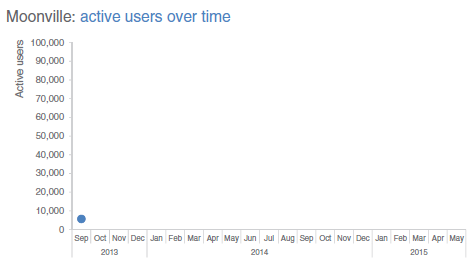 Moonville: active users over time
Active users
100,000
90,000
80,000
70,000
60,000
50,000
40,000
30,000
20,000
10,000
0
Sep Oct Nov Dec Jan Feb Mar Apr May Jun Jul Aug Sep Oct Nov Dec Jan Feb Mar Apr May
2013 2014 2015